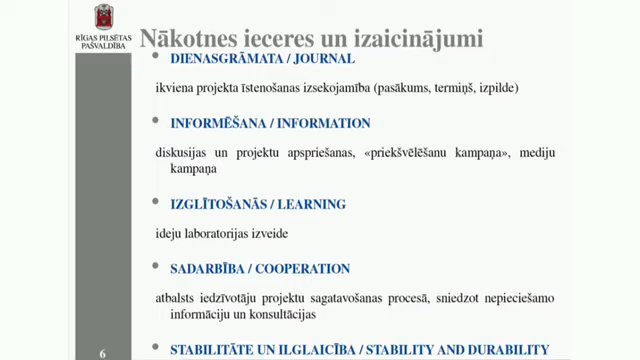 RĪGAS PILSĒTAS
PAŠVALDĪBA
Nākotnes ieceres un izaicinājumi
• DIENASGRĀMATA / JOURNAL
ikviena projekta īstenošanas izsekojamība (pasākums, termiņš, izpilde)
• INFORMĒŠANA / INFORMATION
diskusijas un projektu apspriešanas, «priekšvēlēšanu kampaņa», mediju
kampaņa
• IZGLĪTOŠANĀS / LEARNING
ideju laboratorijas izveide
• SADARBĪBA / COOPERATION
atbalsts iedzīvotāju projektu sagatavošanas procesā, sniedzot nepieciešamo
informāciju un konsultācijas
• STABILITĀTE UN ILGLAICĪBA / STABILITY AND DURABILITY
6